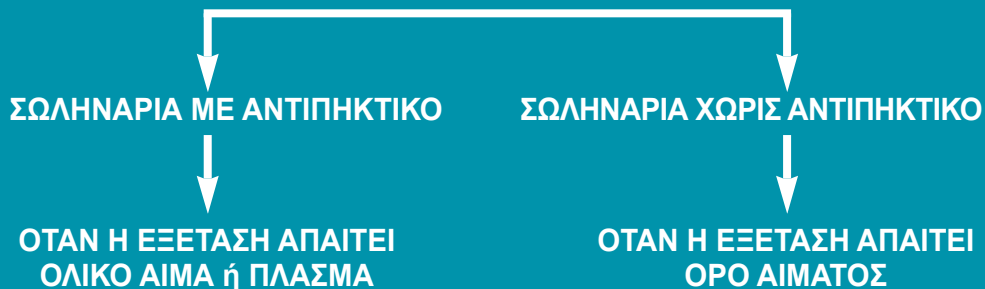 ΣΩΛΗΝΑΡΙΑ ΜΕ ΑΝΤΙΠΗΚΤΙΚΟ
ΣΩΛΗΝΑΡΙΑ ΧΩΡΙΣ ΑΝΤΙΠΗΚΤΙΚΟ
ΟΤΑΝ Η ΕΞΕΤΑΣΗ ΑΠΑΙΤΕΙ
ΟΛΙΚΟ ΑΙΜΑ ή ΠΛΑΣΜΑ
ΟΤΑΝ Η ΕΞΕΤΑΣΗ ΑΠΑΙΤΕΙ
ΟΡΟ ΑΙΜΑΤΟΣ